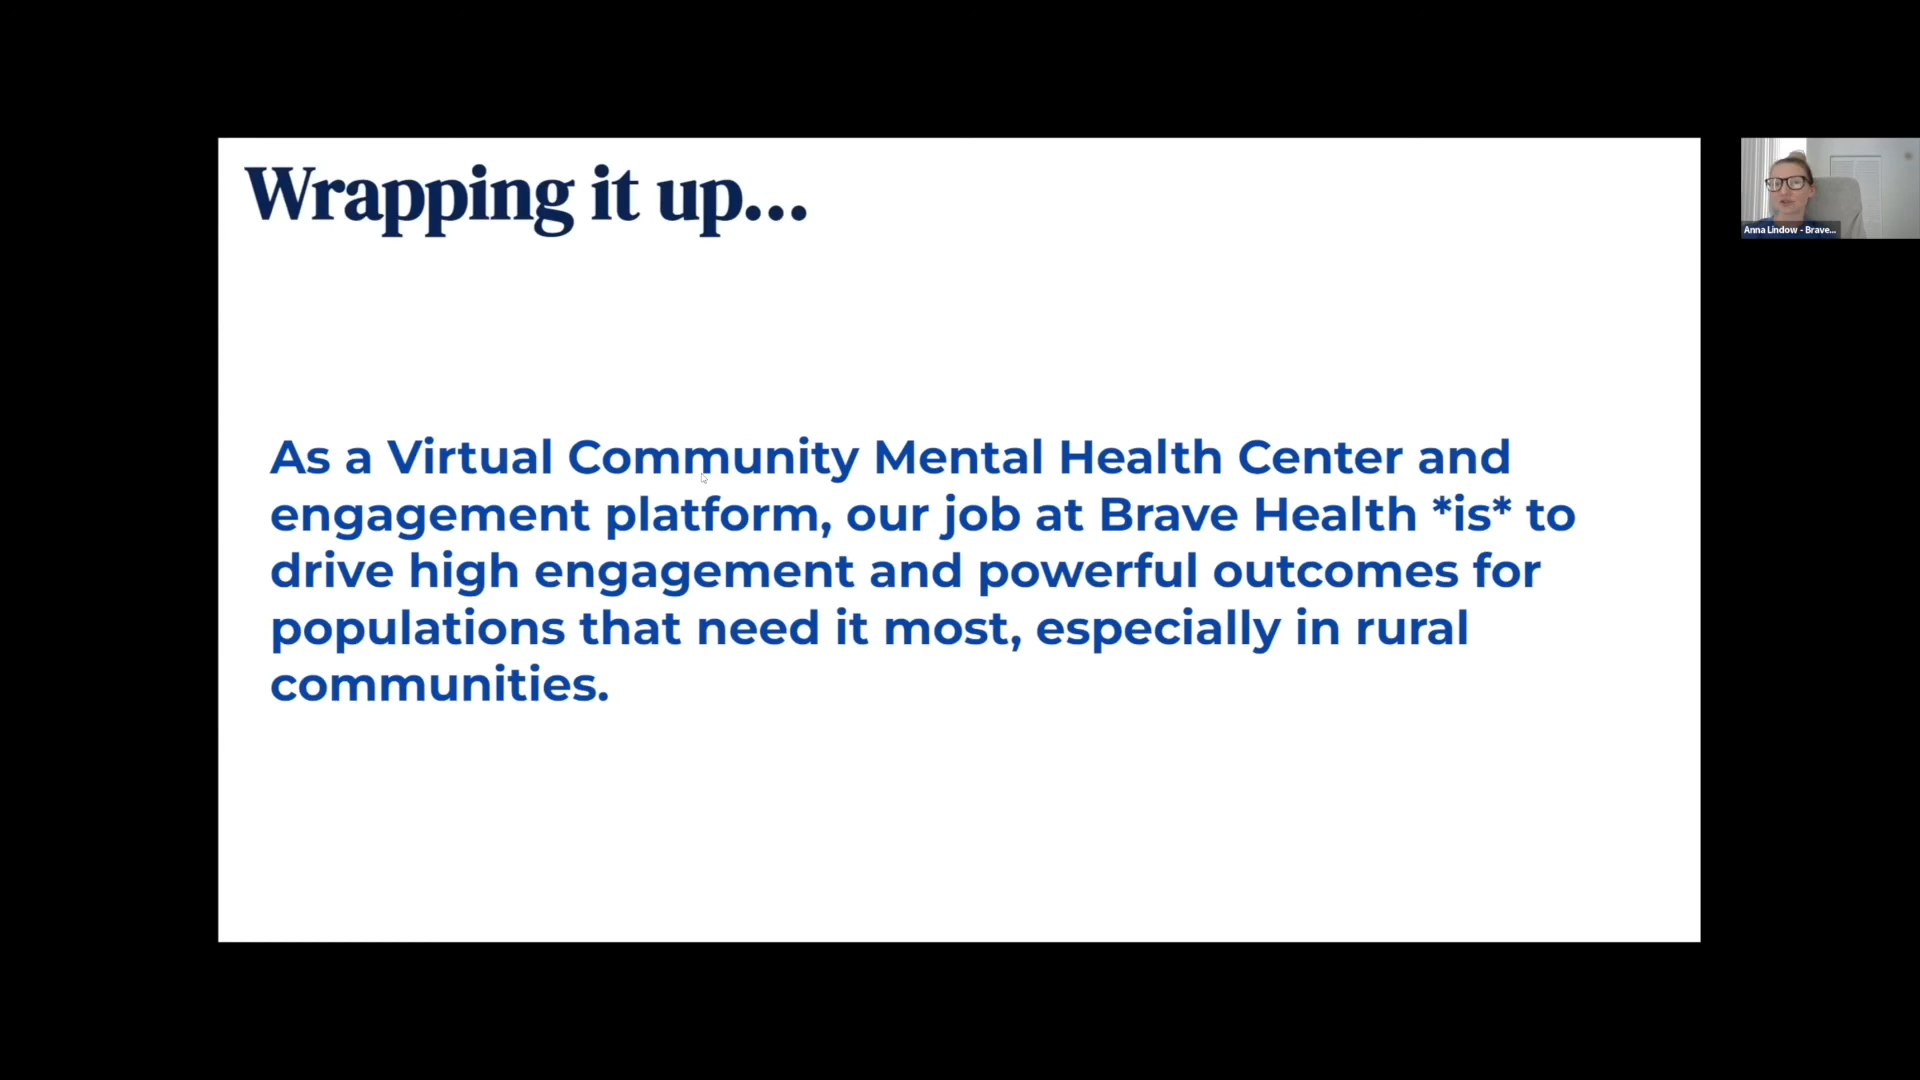 Wrapping it up...
As a Virtual Community Mental Health Center and
engagement platform, our job at Brave Health *is* to
drive high engagement and powerful outcomes for
populations that need it most, especially in rural
communities.
Anna Lindow - Brave...